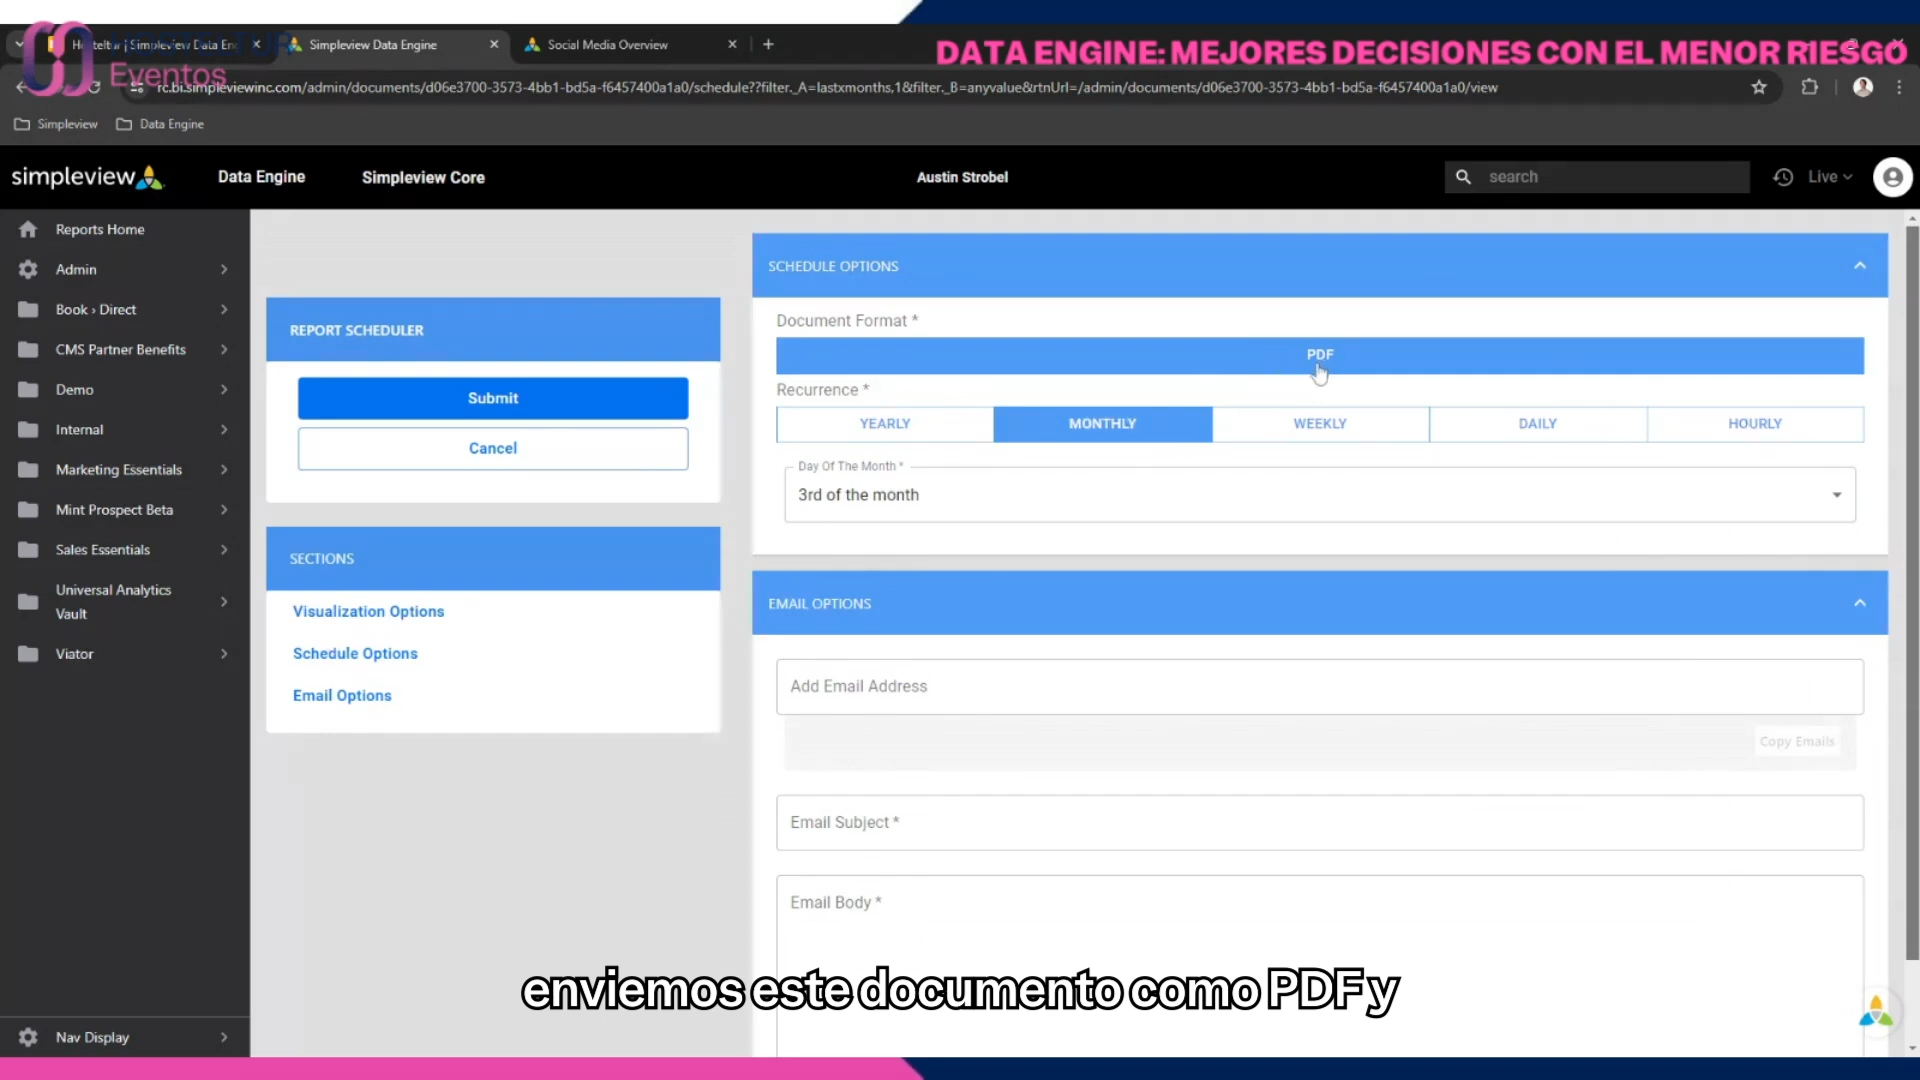 Hosteltur | Simpleview Data En
Simpleview Data Engine
Social Media Overview
DATA ENGINE: MEJORES DECISIONES CON EL MENOR RIESGO
Eventos
rc.bi.simpleviewinc.com/admin/documents/d06e3700-3573-4bb1-bd5a-f6457400a1a0/schedule??filter._A=lastxmonths,1&filter._B=anyvalue&rtnUrl=/admin/documents/d06e3700-3573-4bb1-bd5a-f6457400a1a0/view
Simpleview
Data Engine
simpleview
Data Engine
Simpleview Core
Austin Strobel
search
Live
Reports Home
Admin
Book › Direct
CMS Partner Benefits
Demo
Internal
Marketing Essentials
Mint Prospect Beta
Sales Essentials
Universal Analytics
Vault
Viator
Nav Display
REPORT SCHEDULER
Submit
Cancel
SECTIONS
Visualization Options
Schedule Options
Email Options
SCHEDULE OPTIONS
Document Format *
PDF
Recurrence *
YEARLY
MONTHLY
WEEKLY
DAILY
HOURLY
Day Of The Month *
3rd of the month
EMAIL OPTIONS
Add Email Address
Copy Emails
Email Subject *
Email Body *
enviemos este documento como PDF y